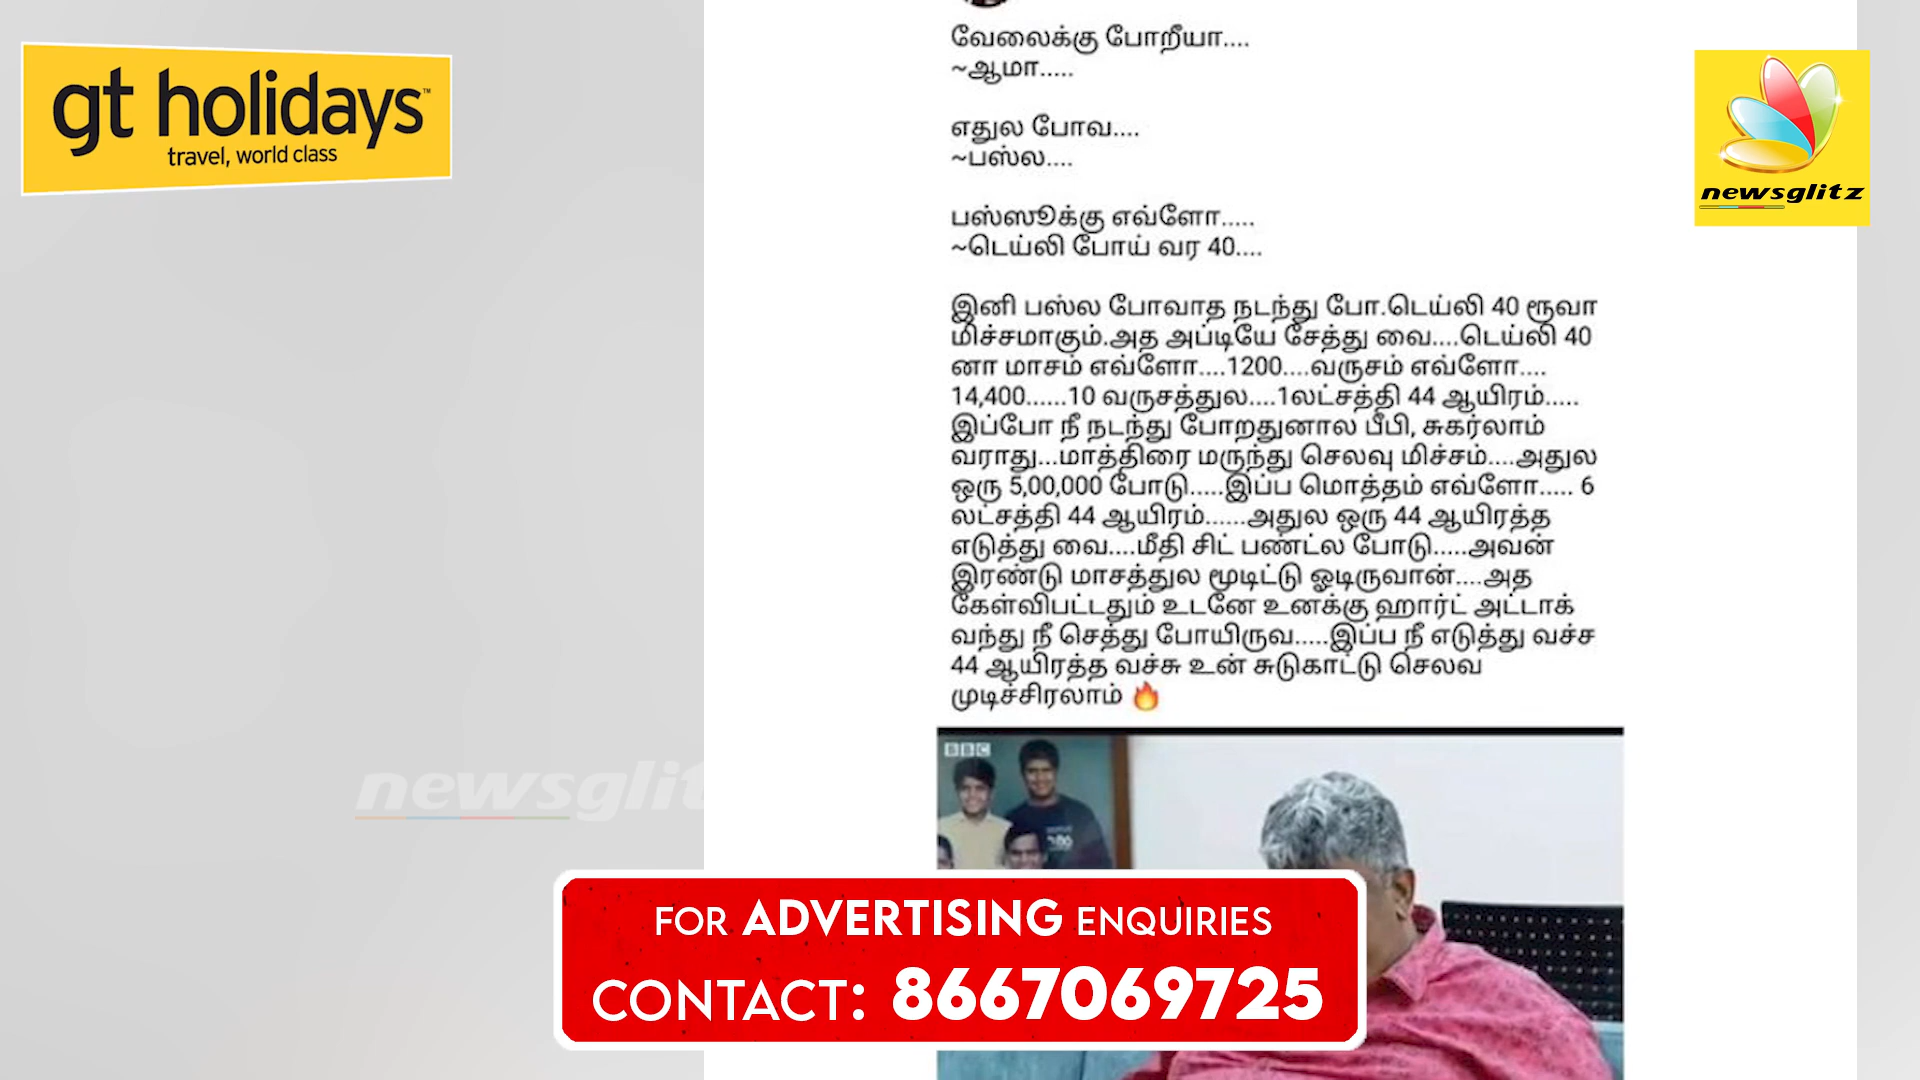 gt holidays™
travel, world class
newsglitz
வேலைக்கு போறீயா....
~ஆமா.....
எதுல போவ....
~பஸ்ல....
பஸ்ஸூக்கு எவ்ளோ.....
~டெய்லி போய் வர 40....
இனி பஸ்ல போவாத நடந்து போ.டெய்லி 40 ரூவா
மிச்சமாகும்.அத அப்டியே சேத்து வை....டெய்லி 40
னா மாசம் எவ்ளோ....1200....வருசம் எவ்ளோ....
14,400......10 வருசத்துல....1லட்சத்தி 44 ஆயிரம்.....
இப்போ நீ நடந்து போறதுனால பீபி, சுகர்லாம்
வராது...மாத்திரை மருந்து செலவு மிச்சம்....அதுல
ஒரு 5,00,000 போடு.....இப்ப மொத்தம் எவ்ளோ..... 6
லட்சத்தி 44 ஆயிரம்......அதுல ஒரு 44 ஆயிரத்த
எடுத்து வை....மீதி சிட் பண்ட்ல போடு.....அவன்
இரண்டு மாசத்துல மூடிட்டு ஓடிருவான்....அத
கேள்விபட்டதும் உடனே உனக்கு ஹார்ட் அட்டாக்
வந்து நீ செத்து போயிருவ.....இப்ப நீ எடுத்து வச்ச
44 ஆயிரத்த வச்சு உன் சுடுகாட்டு செலவ
முடிச்சிரலாம் 🔥
BBC
newsglit
FOR ADVERTISING ENQUIRIES
CONTACT: 8667069725